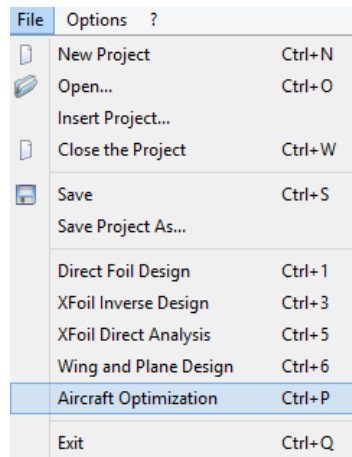 File Options ?
New Project Ctrl+N
Open... Ctrl+O
Insert Project...
Close the Project Ctrl+W
Save Ctrl+S
Save Project As...
Direct Foil Design Ctrl+1
XFoil Inverse Design Ctrl+3
XFoil Direct Analysis Ctrl+5
Wing and Plane Design Ctrl+6
Aircraft Optimization Ctrl+P
Exit Ctrl+Q